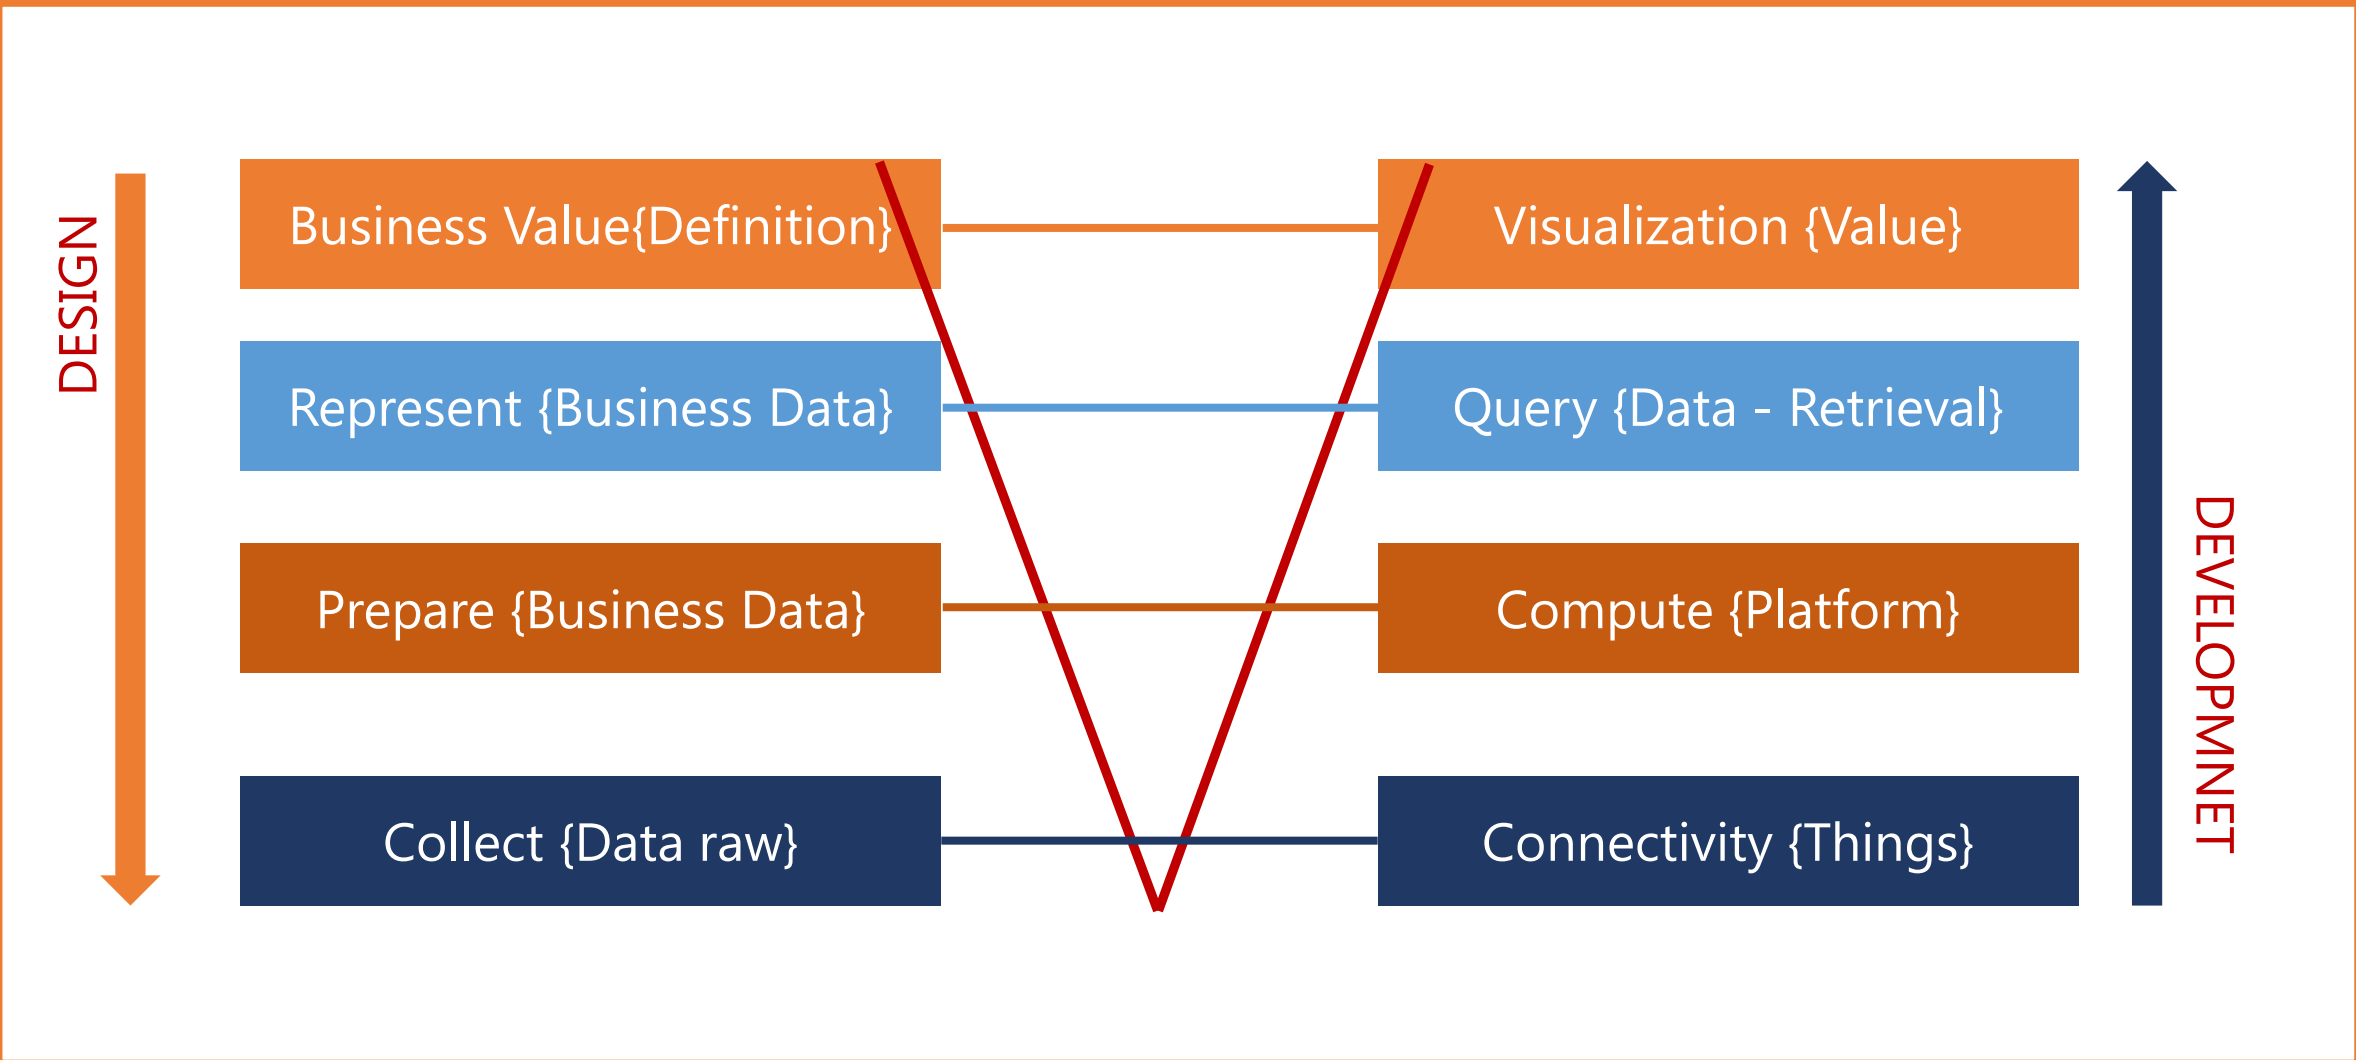 DESIGN
Business Value{Definition}
Visualization {Value}
Represent {Business Data}
Query {Data - Retrieval}
Prepare {Business Data}
Compute {Platform}
Collect {Data raw}
Connectivity {Things}
DEVELOPMNET